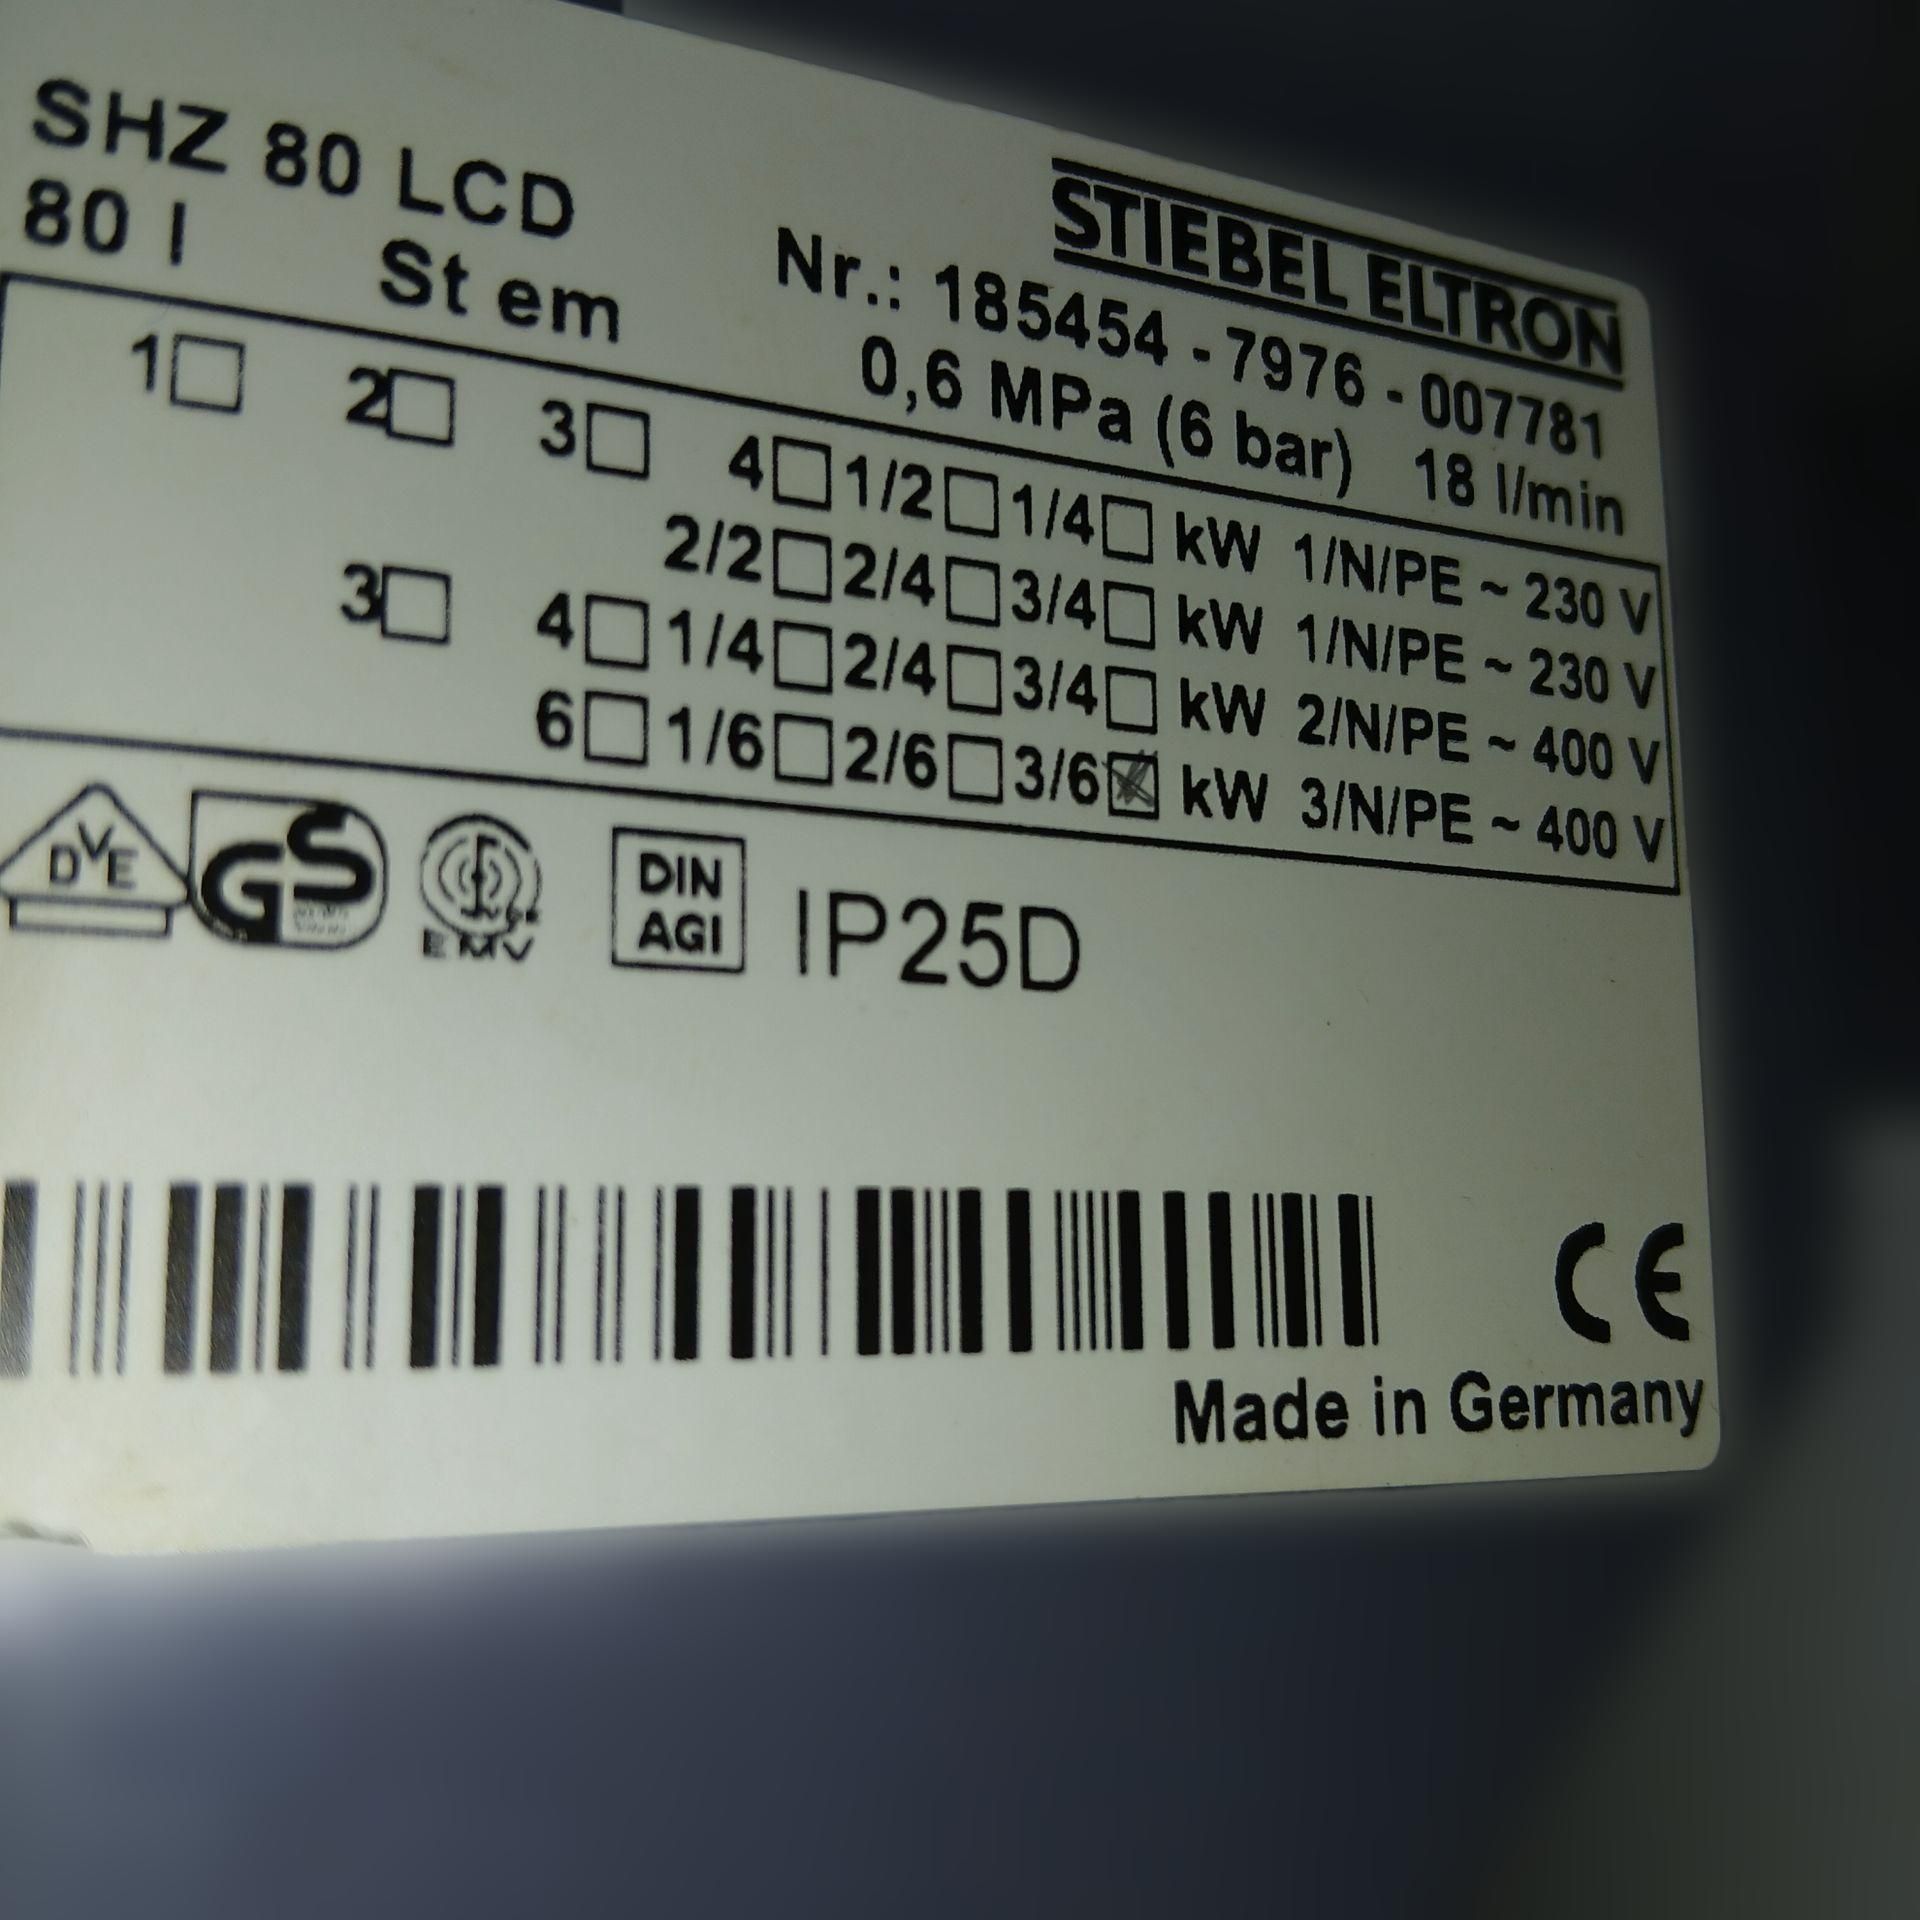 STIEBEL ELTRON
SHZ 80 LCD
Nr.: 185454 - 7976 - 007781
80 l St em 0,6 MPa (6 bar) 18 l/min
1□ 2□ 3□ 4□ 1/2□ 1/4□ kW 1/N/PE ~ 230 V
2/2□ 2/4□ 3/4□ kW 1/N/PE ~ 230 V
3□ 4□ 1/4□ 2/4□ 3/4□ kW 2/N/PE ~ 400 V
6□ 1/6□ 2/6□ 3/6☒ kW 3/N/PE ~ 400 V
DVE GS EMV DIN AGI IP25D
CE
Made in Germany